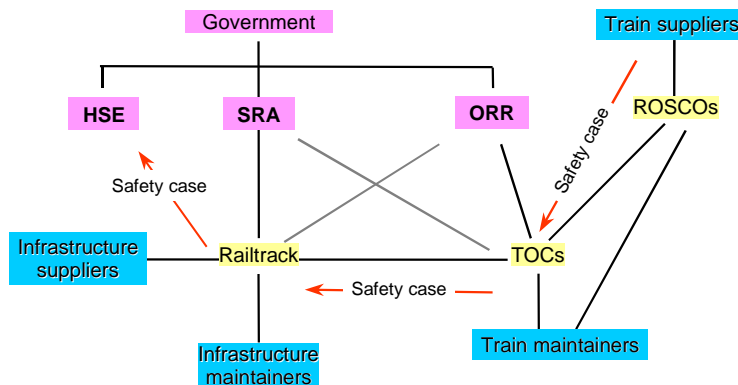 Government
Train suppliers
HSE
SRA
ORR
ROSCOs
Safety case
Safety case
Infrastructure
suppliers
Railtrack
TOCs
Safety case
Infrastructure
maintainers
Train maintainers